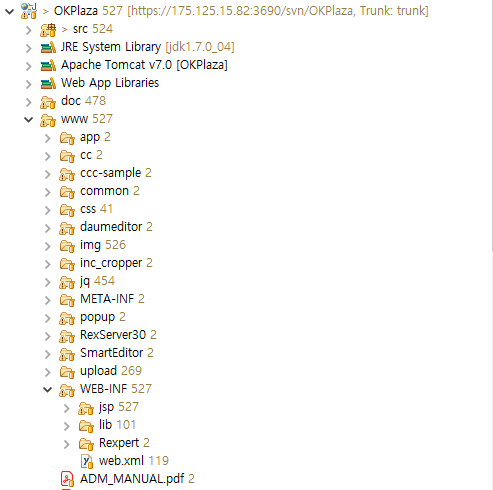 > OKPlaza 527 [https://175.125.15.82:3690/svn/OKPlaza, Trunk: trunk]
> src 524
JRE System Library [jdk1.7.0_04]
Apache Tomcat v7.0 [OKPlaza]
Web App Libraries
doc 478
www 527
app 2
cc 2
ccc-sample 2
common 2
css 41
daumeditor 2
img 526
inc_cropper 2
jq 454
META-INF 2
popup 2
RexServer30 2
SmartEditor 2
upload 269
WEB-INF 527
jsp 527
lib 101
Rexpert 2
web.xml 119
ADM_MANUAL.pdf 2